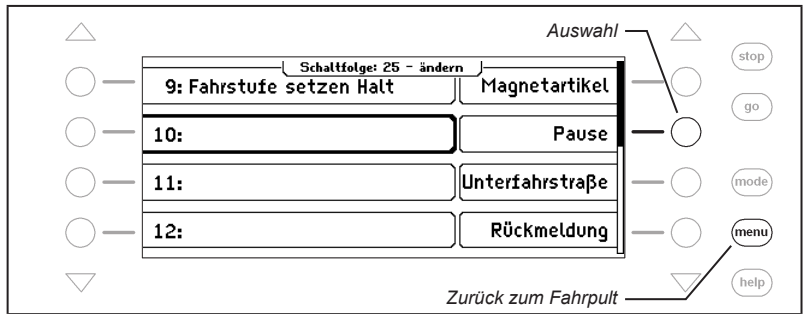 Auswahl
stop
Schaltfolge: 25 - ändern
9: Fahrstufe setzen Halt
Magnetartikel
go
10:
Pause
11:
Unterfahrstraße
mode
12:
Rückmeldung
menu
help
Zurück zum Fahrpult